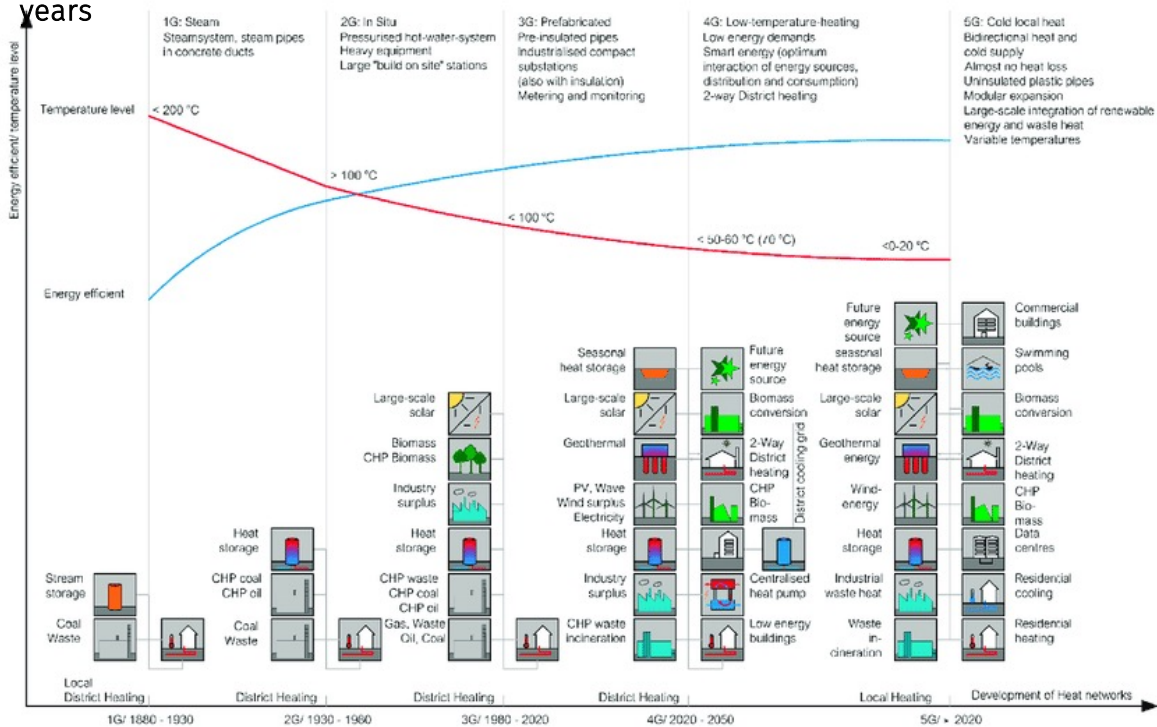 years
1G: Steam
Steamsystem, steam pipes
in concrete ducts
2G: In Situ
Pressurised hot-water-system
Heavy equipment
Large "build on site" stations
3G: Prefabricated
Pre-insulated pipes
Industrialised compact
substations
(also with insulation)
Metering and monitoring
4G: Low-temperature-heating
Low energy demands
Smart energy (optimum
interaction of energy sources,
distribution and consumption)
2-way District heating
5G: Cold local heat
Bidirectional heat and
cold supply
Almost no heat loss
Uninsulated plastic pipes
Modular expansion
Large-scale integration of renewable
energy and waste heat
Variable temperatures
Energy efficient/ temperature level
Temperature level
< 200 °C
> 100 °C
< 100 °C
< 50-60 °C (70 °C)
<0-20 °C
Energy efficient
Stream
storage
Coal
Waste
Heat
storage
CHP coal
CHP oil
Coal
Waste
Large-scale
solar
Biomass
CHP Biomass
Industry
surplus
Heat
storage
CHP waste
CHP coal
CHP oil
Gas, Waste
Oil, Coal
Seasonal
heat storage
Large-scale
solar
Geothermal
PV, Wave
Wind surplus
Electricity
Heat
storage
Industry
surplus
CHP waste
incineration
Future
energy
source
Biomass
conversion
2-Way
District
heating
CHP
Bio-
mass
District cooling grid
Centralised
heat pump
Low energy
buildings
Future
energy
source
seasonal
heat storage
Large-scale
solar
Geothermal
energy
Wind-
energy
Heat
storage
Industrial
waste heat
Waste
in-
cineration
Commercial
buildings
Swimming
pools
Biomass
conversion
2-Way
District
heating
CHP
Bio-
mass
Data
centres
Residential
cooling
Residential
heating
Local
District Heating
District Heating
District Heating
District Heating
Local Heating
Development of Heat networks
1G/ 1880 - 1930
2G/ 1930 - 1960
3G/ 1980 - 2020
4G/ 2020 - 2050
5G/ > 2020